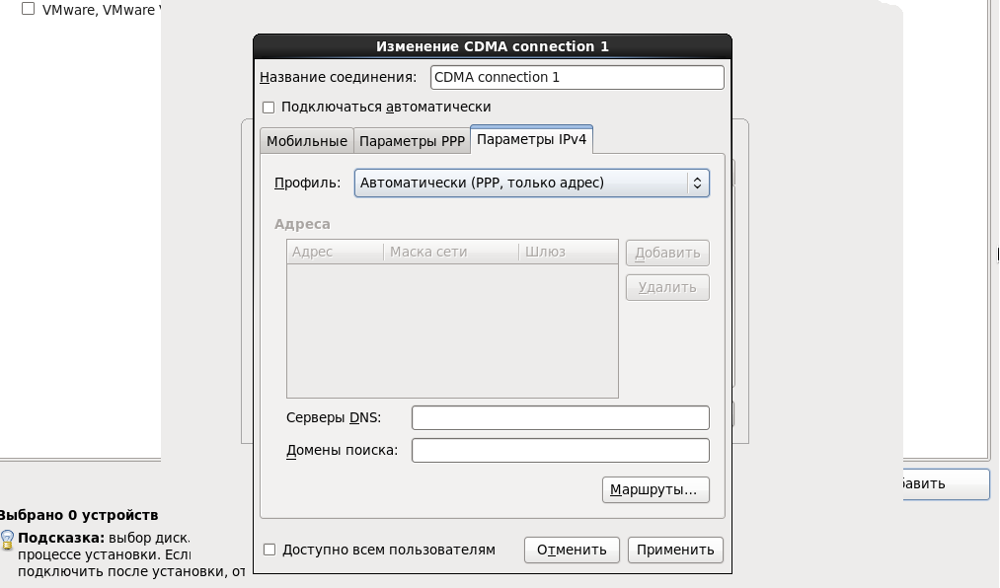 VMware, VMware
Изменение CDMA connection 1
Название соединения:
CDMA connection 1
Подключаться автоматически
Мобильные
Параметры PPP
Параметры IPv4
Профиль:
Автоматически (PPP, только адрес)
Адреса
Адрес
Маска сети
Шлюз
Добавить
Удалить
Серверы DNS:
Домены поиска:
Маршруты...
бавить
Выбрано 0 устройств
Подсказка: выбор диск.
процессе установки. Если
подключить после установки, от
Доступно всем пользователям
Отменить
Применить